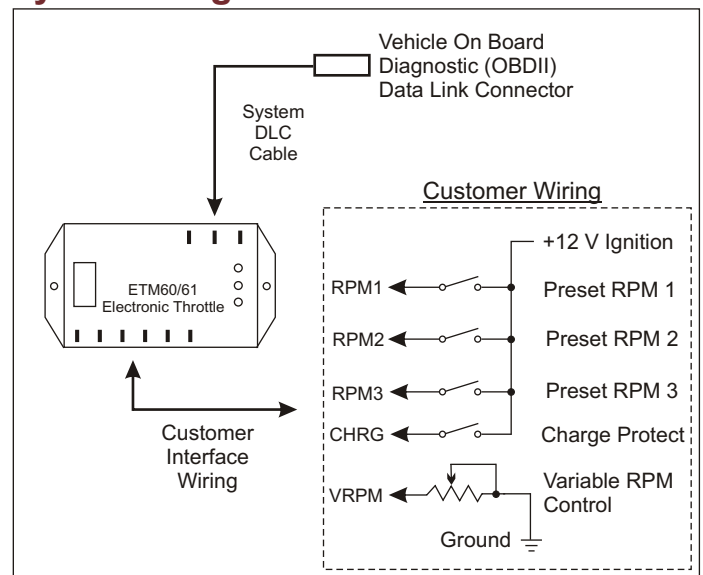 Vehicle On Board
Diagnostic (OBDII)
Data Link Connector
System
DLC
Cable
Customer Wiring
+12 V Ignition
ETM60/61
Electronic Throttle
RPM1
Preset RPM 1
RPM2
Preset RPM 2
RPM3
Preset RPM 3
CHRG
Charge Protect
Customer
Interface
Wiring
VRPM
Variable RPM
Control
Ground